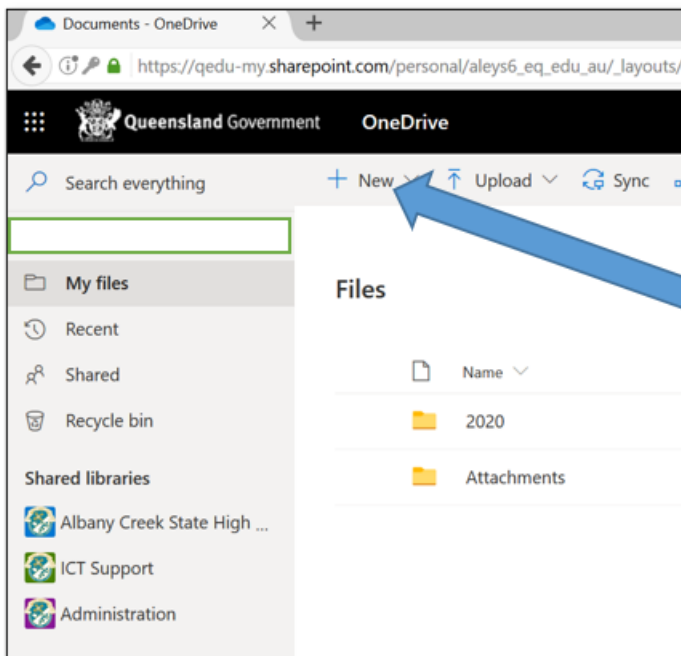 Documents - OneDrive
https://qedu-my.sharepoint.com/personal/aleys6_eq_edu_au/_layouts/
Queensland Government OneDrive
Search everything
New Upload Sync
My files
Files
Recent
Name
Shared
Recycle bin
2020
Shared libraries
Attachments
Albany Creek State High ...
ICT Support
Administration